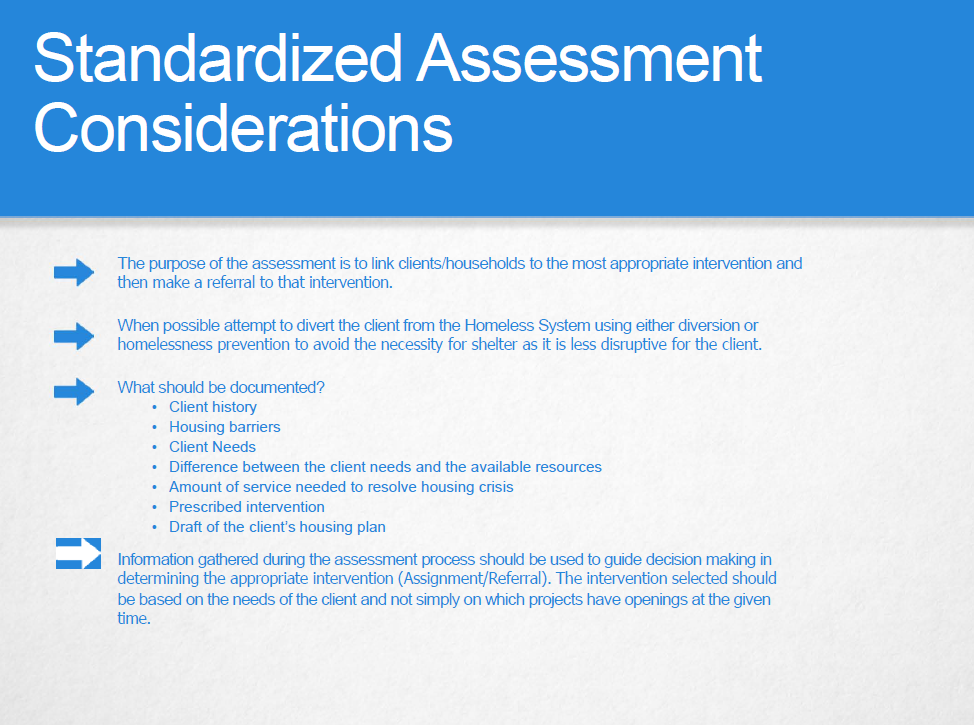 Standardized Assessment
Considerations
The purpose of the assessment is to link clients/households to the most appropriate intervention and
then make a referral to that intervention.
When possible attempt to divert the client from the Homeless System using either diversion or
homelessness prevention to avoid the necessity for shelter as it is less disruptive for the client.
What should be documented?
• Client history
• Housing barriers
• Client Needs
• Difference between the client needs and the available resources
• Amount of service needed to resolve housing crisis
• Prescribed intervention
• Draft of the client's housing plan
Information gathered during the assessment process should be used to guide decision making in
determining the appropriate intervention (Assignment/Referral). The intervention selected should
be based on the needs of the client and not simply on which projects have openings at the given
time.